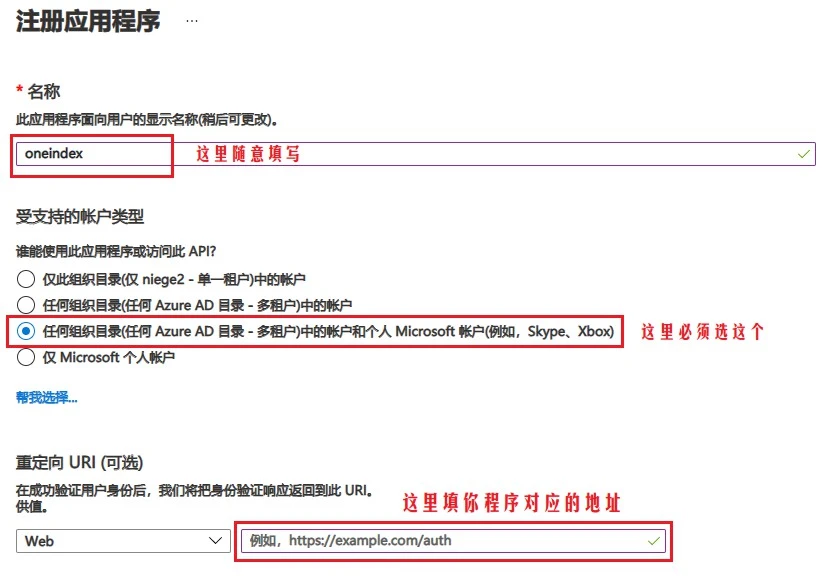 注册应用程序 ...
* 名称
此应用程序面向用户的显示名称(稍后可更改)。
oneindex
这里随意填写
受支持的帐户类型
谁能使用此应用程序或访问此 API?
仅此组织目录(仅 niege2 - 单一租户)中的帐户
任何组织目录(任何 Azure AD 目录 - 多租户)中的帐户
任何组织目录(任何 Azure AD 目录 - 多租户)中的帐户和个人 Microsoft 帐户(例如，Skype、Xbox)
这里必须选这个
仅 Microsoft 个人帐户
帮我选择...
重定向 URI (可选)
在成功验证用户身份后，我们将把身份验证响应返回到此 URI。
供值。
这里填你程序对应的地址
Web
例如，https://example.com/auth